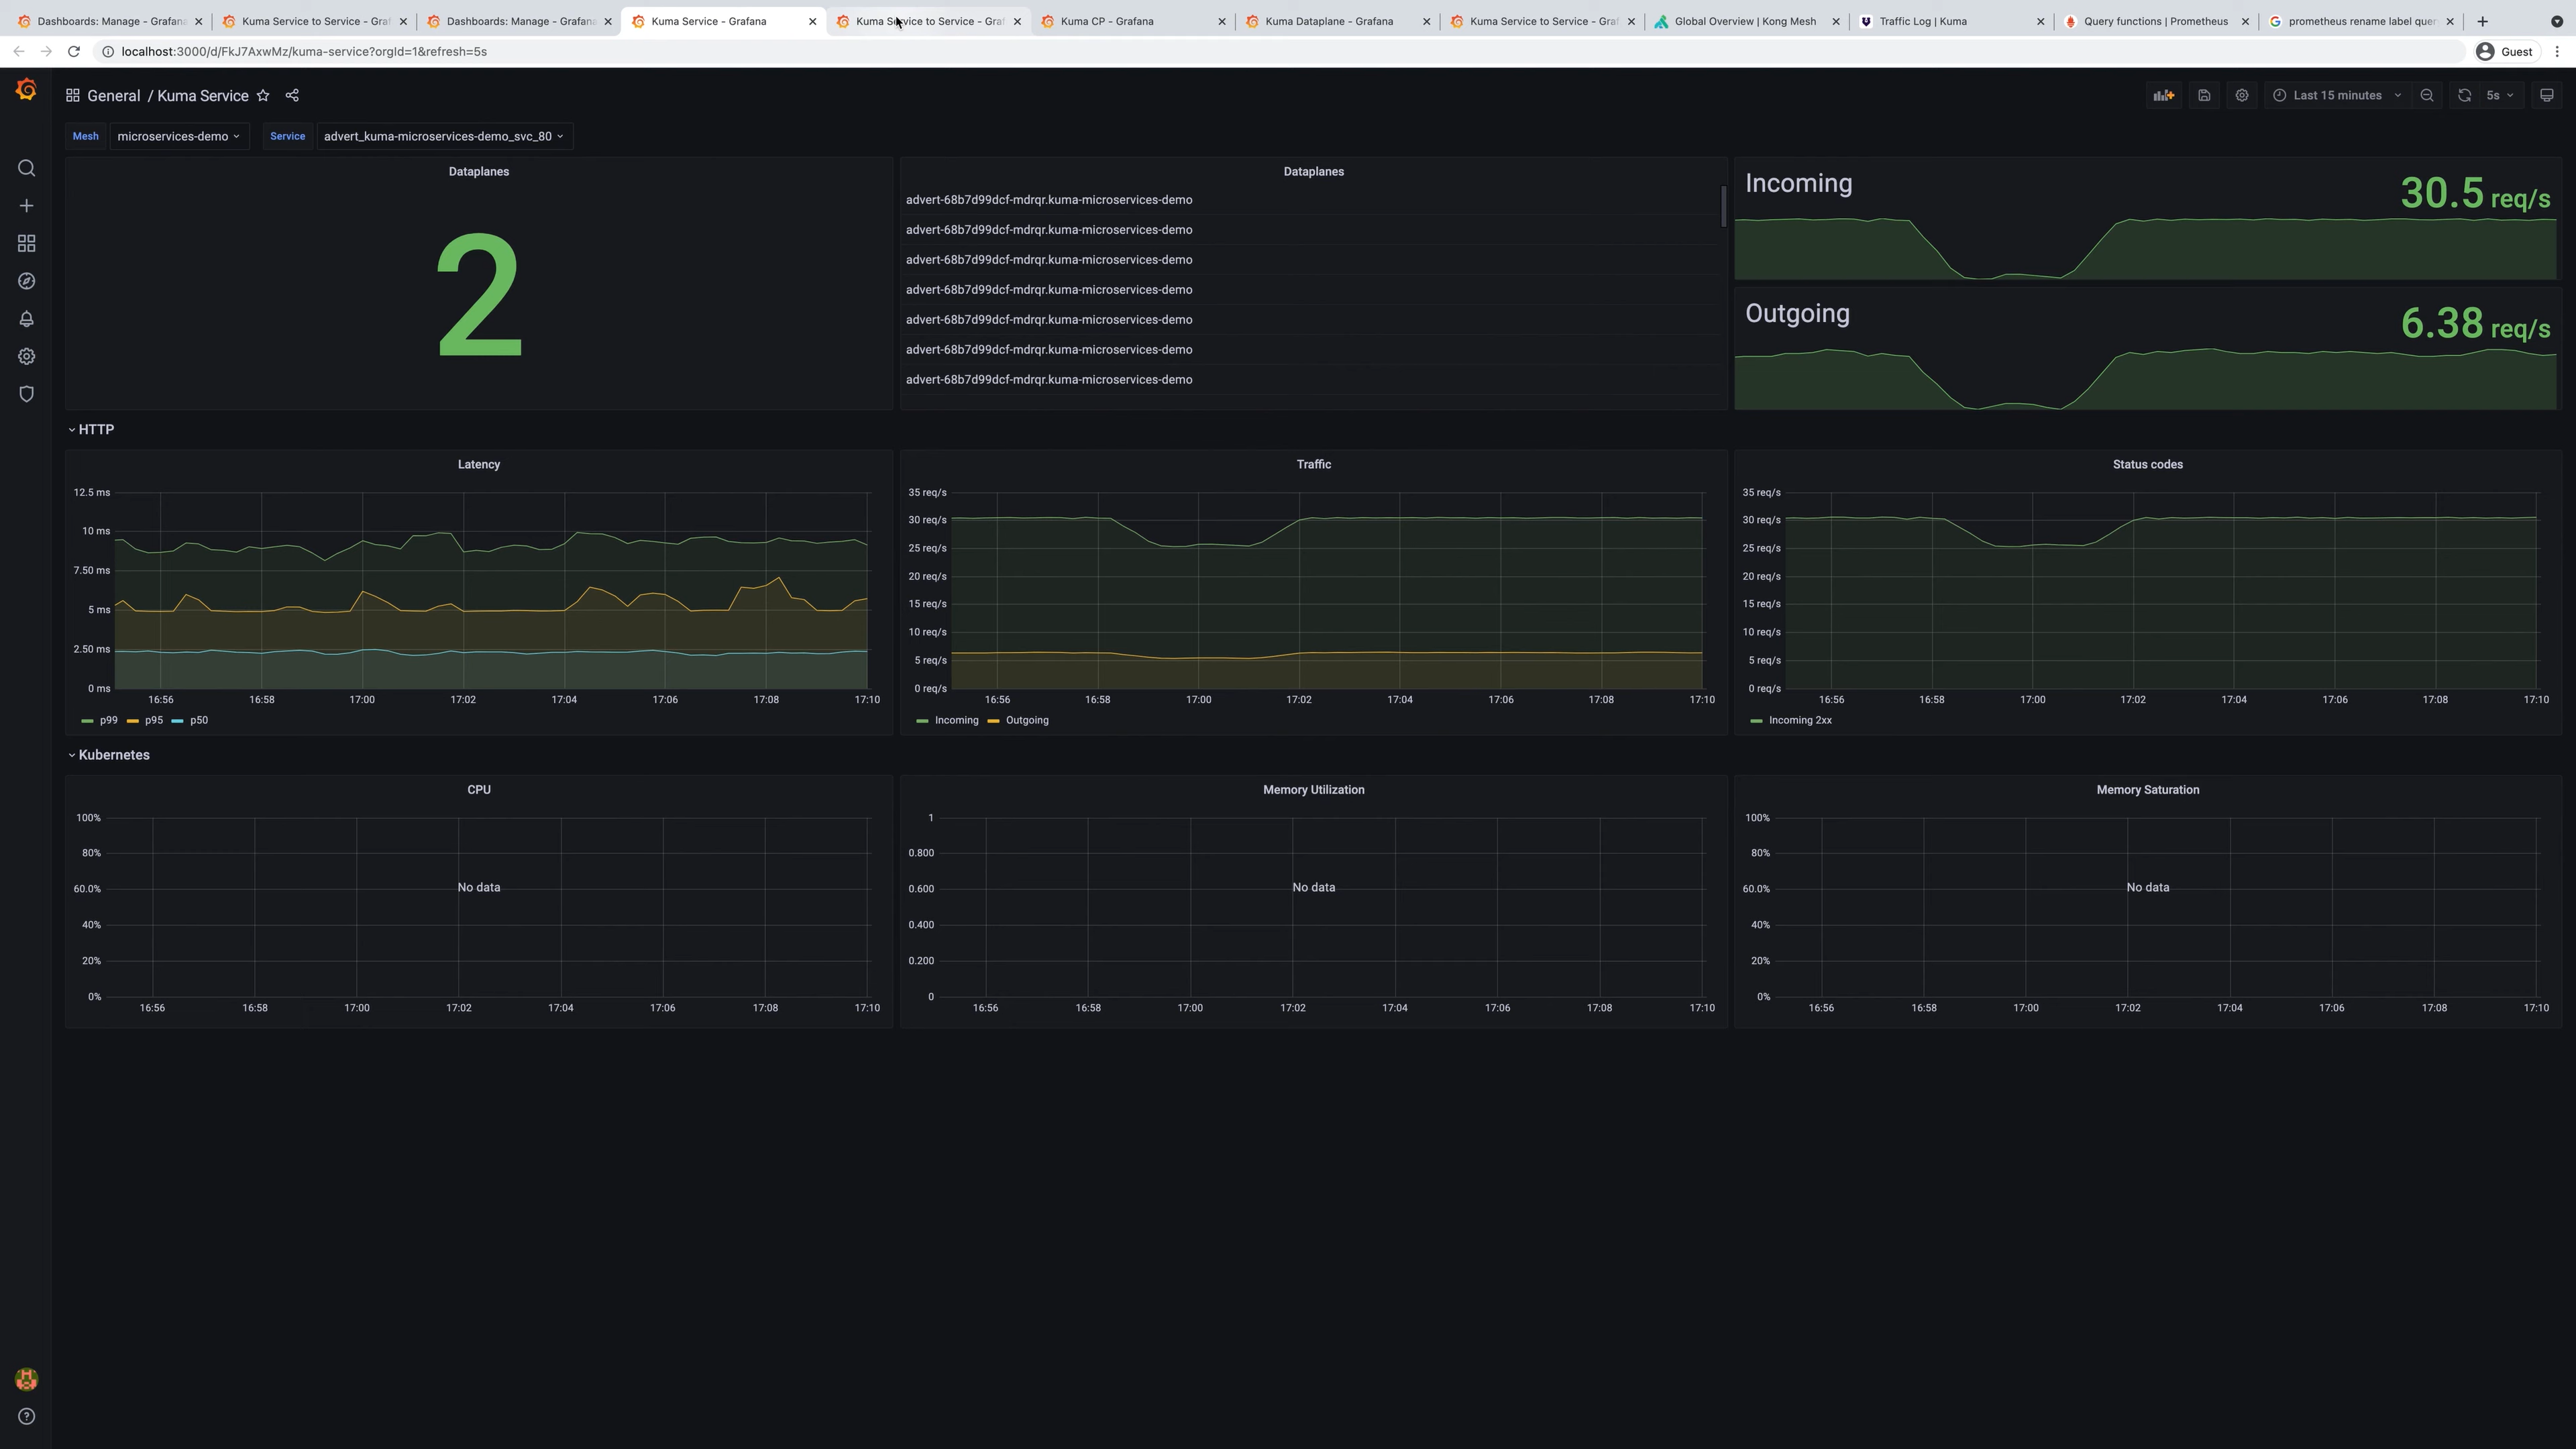 Dashboards: Manage - Grafana
Kuma Service to Service - Graf
Dashboards: Manage - Grafana
Kuma Service - Grafana
Kuma Service to Service - Graf
Kuma CP - Grafana
Kuma Dataplane - Grafana
Kuma Service to Service - Graf
Global Overview | Kong Mesh
Traffic Log | Kuma
Query functions | Prometheus
prometheus rename label quer
localhost:3000/d/FkJ7AxwMz/kuma-service?orgId=1&refresh=5s
Guest
General / Kuma Service
Last 15 minutes
5s
Mesh microservices-demo
Service advert_kuma-microservices-demo_svc_80
Dataplanes
2
Dataplanes
advert-68b7d99dcf-mdrqr.kuma-microservices-demo
advert-68b7d99dcf-mdrqr.kuma-microservices-demo
advert-68b7d99dcf-mdrqr.kuma-microservices-demo
advert-68b7d99dcf-mdrqr.kuma-microservices-demo
advert-68b7d99dcf-mdrqr.kuma-microservices-demo
advert-68b7d99dcf-mdrqr.kuma-microservices-demo
advert-68b7d99dcf-mdrqr.kuma-microservices-demo
Incoming
30.5 req/s
Outgoing
6.38 req/s
HTTP
Latency
12.5 ms
10 ms
7.50 ms
5 ms
2.50 ms
0 ms
16:56 16:58 17:00 17:02 17:04 17:06 17:08 17:10
p99 p95 p50
Traffic
35 req/s
30 req/s
25 req/s
20 req/s
15 req/s
10 req/s
5 req/s
0 req/s
16:56 16:58 17:00 17:02 17:04 17:06 17:08 17:10
Incoming Outgoing
Status codes
35 req/s
30 req/s
25 req/s
20 req/s
15 req/s
10 req/s
5 req/s
0 req/s
16:56 16:58 17:00 17:02 17:04 17:06 17:08 17:10
Incoming 2xx
Kubernetes
CPU
100%
80%
60.0%
40%
20%
0%
No data
16:56 16:58 17:00 17:02 17:04 17:06 17:08 17:10
Memory Utilization
1
0.800
0.600
0.400
0.200
0
No data
16:56 16:58 17:00 17:02 17:04 17:06 17:08 17:10
Memory Saturation
100%
80%
60.0%
40%
20%
0%
No data
16:56 16:58 17:00 17:02 17:04 17:06 17:08 17:10